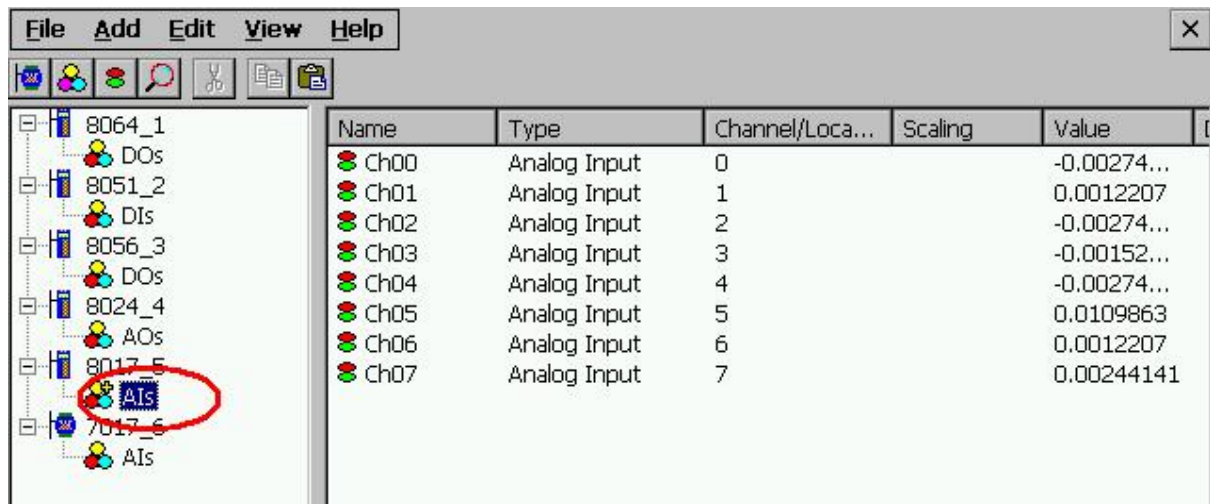 File Add Edit View Help
8064_1
DOs
8051_2
DIs
8056_3
DOs
8024_4
AOs
8017_5
AIs
7017_6
AIs
Name Type Channel/Loca... Scaling Value
Ch00 Analog Input 0 -0.00274...
Ch01 Analog Input 1 0.0012207
Ch02 Analog Input 2 -0.00274...
Ch03 Analog Input 3 -0.00152...
Ch04 Analog Input 4 -0.00274...
Ch05 Analog Input 5 0.0109863
Ch06 Analog Input 6 0.0012207
Ch07 Analog Input 7 0.00244141